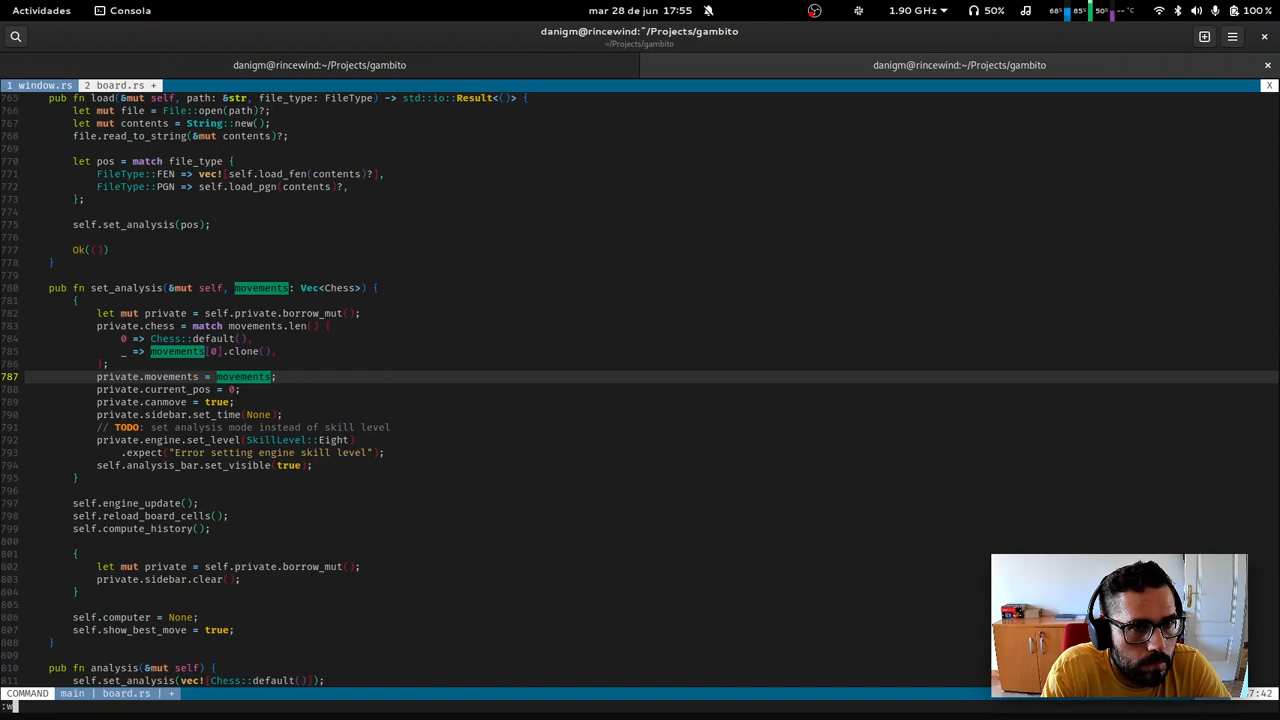 Actividades Consola mar 28 de jun 17:55 1.90 GHz 50% 68% 85% 50% --°C 100 %
danigm@rincewind:~/Projects/gambito
~/Projects/gambito
danigm@rincewind:~/Projects/gambito danigm@rincewind:~/Projects/gambito
1 window.rs 2 board.rs + X
765 pub fn load(&mut self, path: &str, file_type: FileType) -> std::io::Result<()> {
766 let mut file = File::open(path)?;
767 let mut contents = String::new();
768 file.read_to_string(&mut contents)?;
769
770 let pos = match file_type {
771 FileType::FEN => vec![self.load_fen(contents)?],
772 FileType::PGN => self.load_pgn(contents)?,
773 };
774
775 self.set_analysis(pos);
776
777 Ok(())
778 }
779
780 pub fn set_analysis(&mut self, movements: Vec<Chess>) {
781 {
782 let mut private = self.private.borrow_mut();
783 private.chess = match movements.len() {
784 0 => Chess::default(),
785 _ => movements[0].clone(),
786 };
787 private.movements = movements;
788 private.current_pos = 0;
789 private.canmove = true;
790 private.sidebar.set_time(None);
791 // TODO: set analysis mode instead of skill level
792 private.engine.set_level(SkillLevel::Eight)
793 .expect("Error setting engine skill level");
794 self.analysis_bar.set_visible(true);
795 }
796
797 self.engine_update();
798 self.reload_board_cells();
799 self.compute_history();
800
801 {
802 let mut private = self.private.borrow_mut();
803 private.sidebar.clear();
804 }
805
806 self.computer = None;
807 self.show_best_move = true;
808 }
809
810 pub fn analysis(&mut self) {
811 self.set_analysis(vec![Chess::default()]);
COMMAND main | board.rs | + 7:42
:w